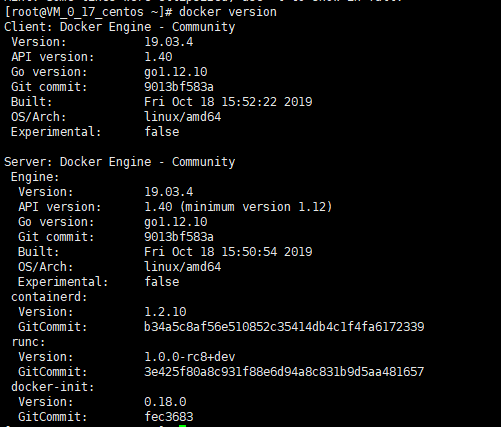 [root@VM_0_17_centos ~]# docker version
Client: Docker Engine - Community
Version: 19.03.4
API version: 1.40
Go version: go1.12.10
Git commit: 9013bf583a
Built: Fri Oct 18 15:52:22 2019
OS/Arch: linux/amd64
Experimental: false
Server: Docker Engine - Community
Engine:
Version: 19.03.4
API version: 1.40 (minimum version 1.12)
Go version: go1.12.10
Git commit: 9013bf583a
Built: Fri Oct 18 15:50:54 2019
OS/Arch: linux/amd64
Experimental: false
containerd:
Version: 1.2.10
GitCommit: b34a5c8af56e510852c35414db4c1f4fa6172339
runc:
Version: 1.0.0-rc8+dev
GitCommit: 3e425f80a8c931f88e6d94a8c831b9d5aa481657
docker-init:
Version: 0.18.0
GitCommit: fec3683